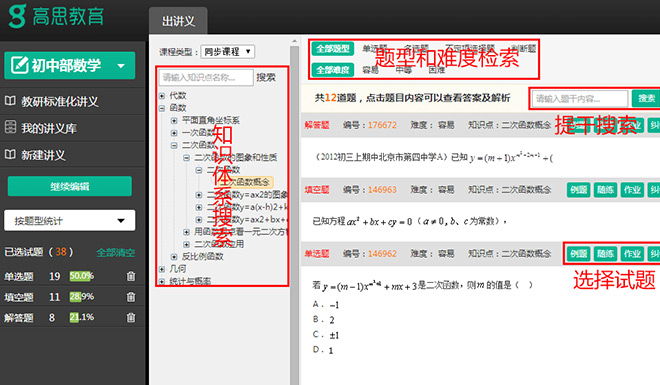 高思教育
初中部数学
教研标准化讲义
我的讲义库
新建讲义
继续编辑
按题型统计
已选试题 ( 38 ) 全部清空
单选题 19 50.0%
填空题 11 28.9%
解答题 8 21.1%
出讲义
课程类型: 同步课程
请输入知识点名称... 搜索
代数
函数
平面直角坐标系
一次函数
二次函数
二次函数的图象和性质
二次函数
二次函数概念
二次函数y=ax2的图象
二次函数y=a(x-h)2+k
二次函数y=ax2+bx+c
用函数 点看一元二次方
二次函数应用
反比例函数
几何
统计与概率
知识体系搜索
全部题型 单选题
全部难度 容易 中等 困难
题型和难度检索
共12道题，点击题目内容可以查看答案及解析 请输入题干内容... 搜索
题干搜索
解答题 编号：176672 难度： 容易 知识点：二次函数概念
（2012初三上期中北京市第四中学A）已知 y=(m+1)x
填空题 编号：146963 难度： 容易 知识点：二次函数概念 例题 随练 作业 纠
已知方程 ax²+bx+cy=0（a≠0，b、c为常数），
单选题 编号：146962 难度： 容易 知识点：二次函数概念 例题 随练 作业 纠
选择试题
若 y=(m−1)x^{m²+1}+mx+3是二次函数，则m的值是（ ）
A． −1
B． 2
C． ±1
D． 1